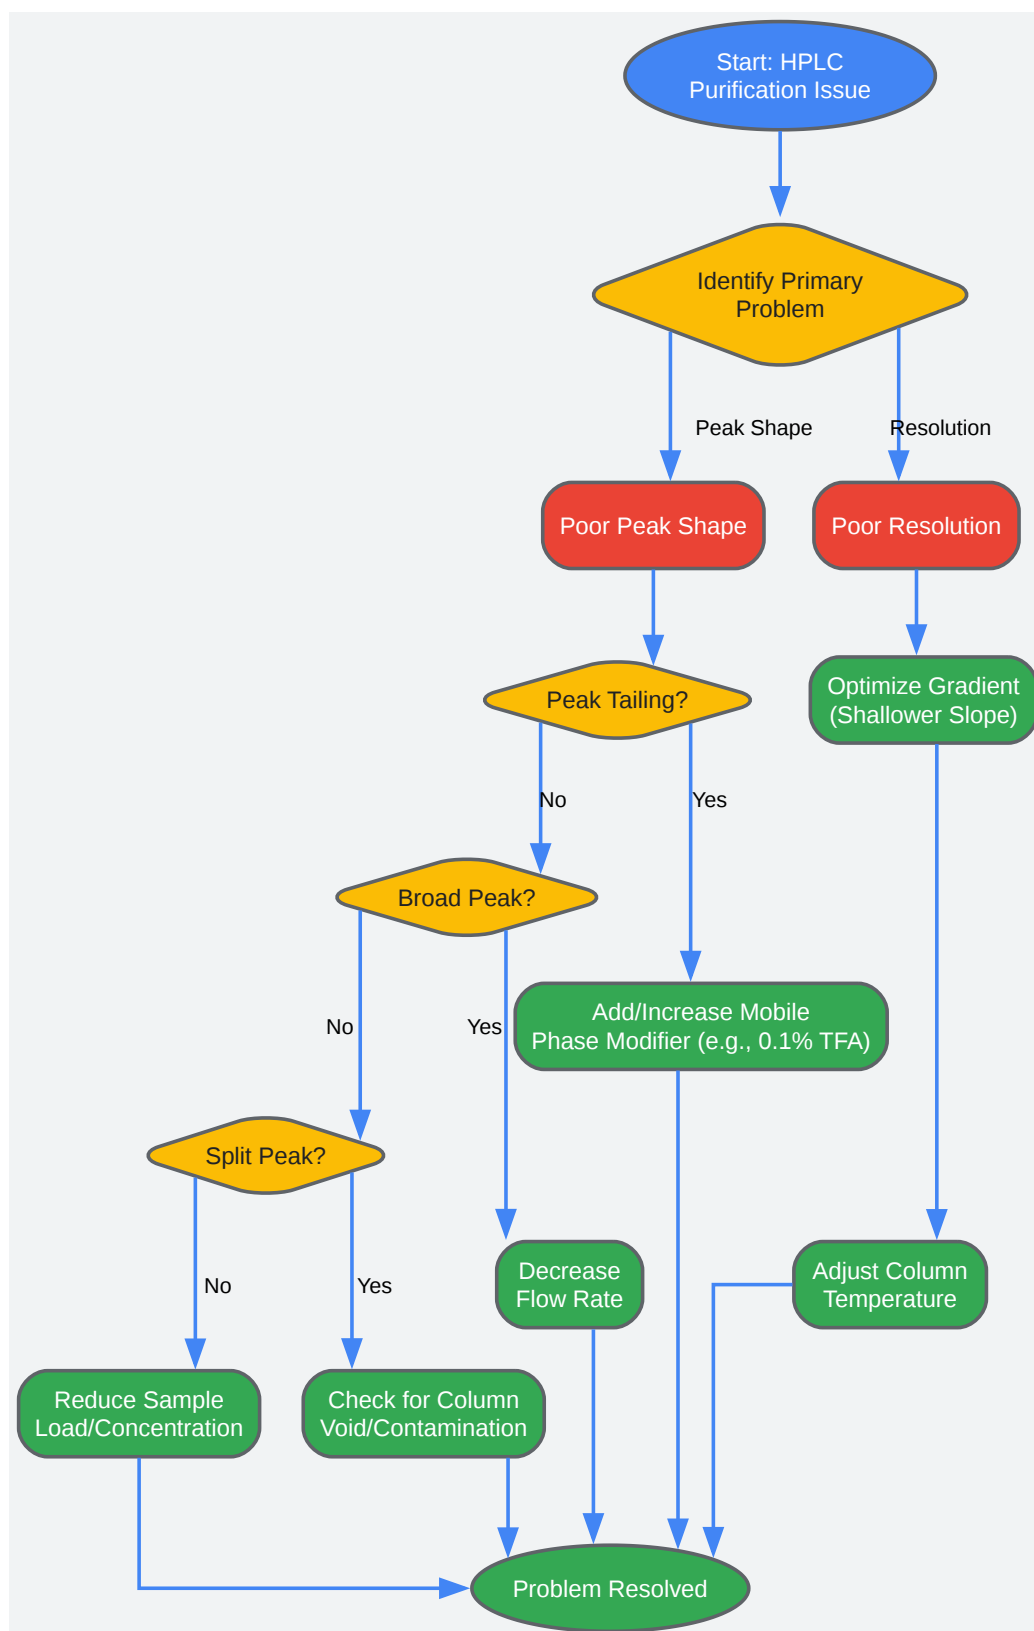 Start: HPLC
Purification Issue
Identify Primary
Problem
Peak Shape
Resolution
Poor Peak Shape
Poor Resolution
Optimize Gradient
(Shallower Slope)
Peak Tailing?
No
Yes
Broad Peak?
Add/Increase Mobile
Phase Modifier (e.g., 0.1% TFA)
No
Yes
Split Peak?
No
Yes
Decrease
Flow Rate
Adjust Column
Temperature
Reduce Sample
Load/Concentration
Check for Column
Void/Contamination
Problem Resolved